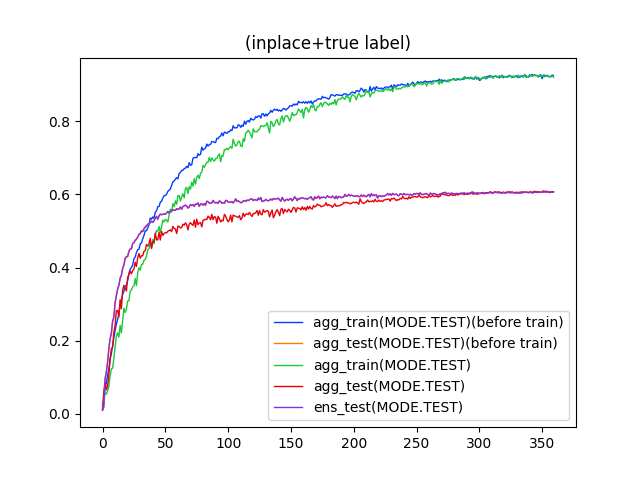 (inplace+true label)
0.8
0.6
0.4
0.2
0.0
agg_train(MODE.TEST)(before train)
agg_test(MODE.TEST)(before train)
agg_train(MODE.TEST)
agg_test(MODE.TEST)
ens_test(MODE.TEST)
0 50 100 150 200 250 300 350